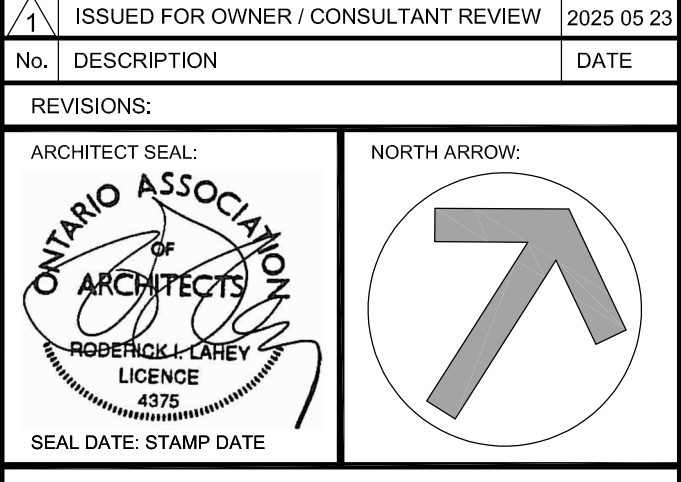 1 ISSUED FOR OWNER / CONSULTANT REVIEW 2025 05 23
No. DESCRIPTION DATE
REVISIONS:
ARCHITECT SEAL:
ONTARIO ASSOCIATION
OF
ARCHITECTS
RODERICK I. LAHEY
LICENCE
4375
SEAL DATE: STAMP DATE
NORTH ARROW: